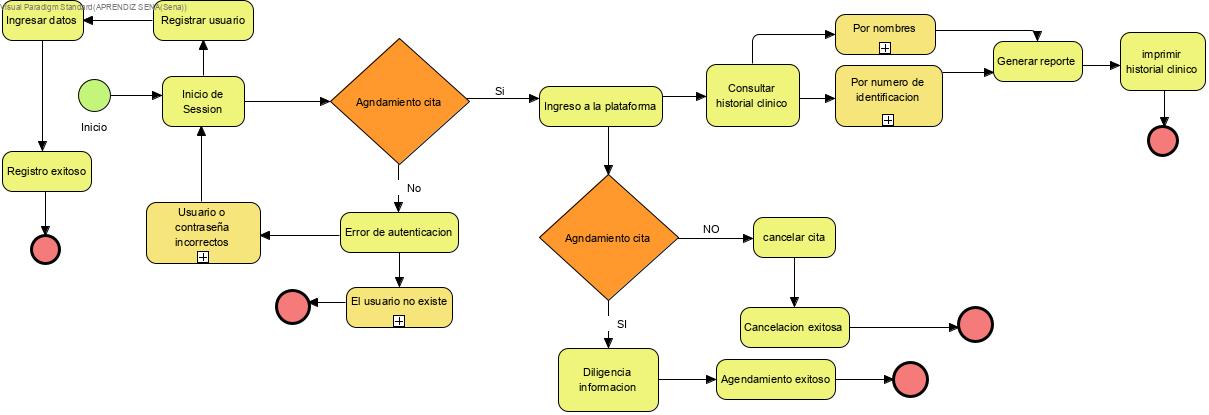 Visual Paradigm Standard(APRENDIZ SENA(Sena))
Ingresar datos
Registrar usuario
Inicio
Inicio de
Session
Registro exitoso
Agndamiento cita
Si
No
Usuario o
contraseña
incorrectos
Error de autenticacion
El usuario no existe
Ingreso a la plataforma
Consultar
historial clinico
Por nombres
Por numero de
identificacion
Generar reporte
imprimir
historial clinico
Agndamiento cita
NO
cancelar cita
Cancelacion exitosa
SI
Diligencia
informacion
Agendamiento exitoso